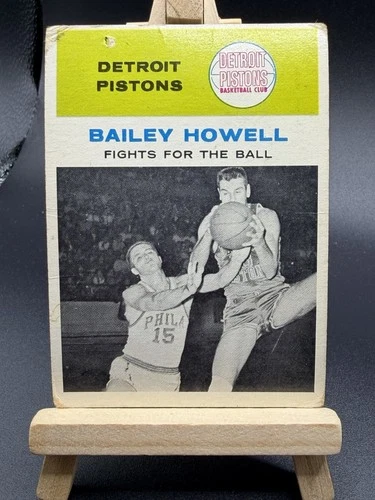 DETROIT
PISTONS
DETROIT
PISTONS
BASKETBALL CLUB
BAILEY HOWELL
FIGHTS FOR THE BALL
PHILA
15